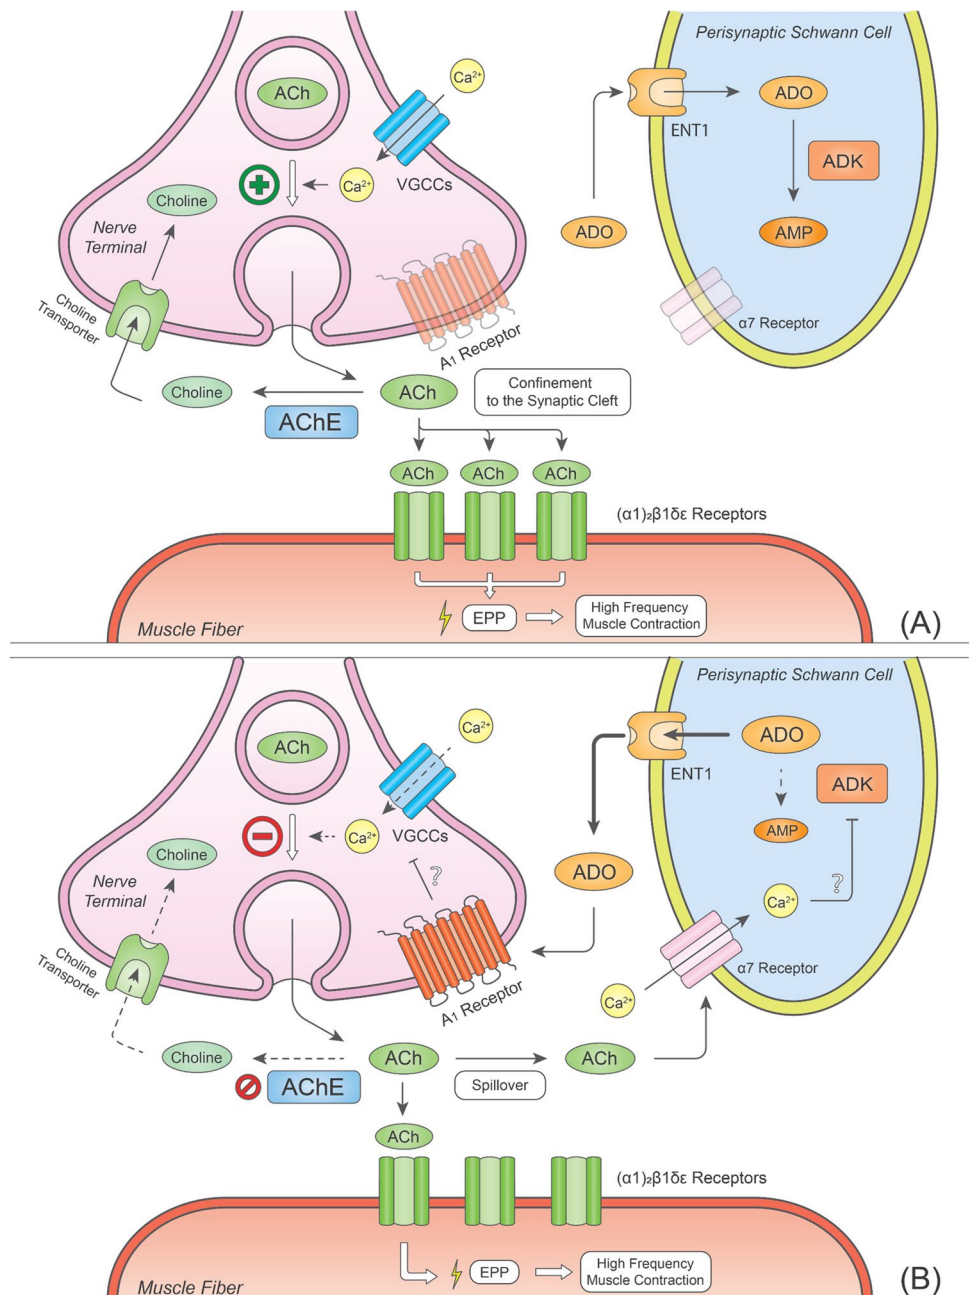 Perisynaptic Schwann Cell
ACh
Ca²⁺
ADO
ENT1
ADK
VGCCs
Ca²⁺
Choline
Nerve
Terminal
ADO
AMP
Choline
Transporter
A₁ Receptor
α7 Receptor
Choline
ACh
Confinement
to the Synaptic Cleft
AChE
ACh
ACh
ACh
(α1)₂β1δε Receptors
EPP
High Frequency
Muscle Contraction
Muscle Fiber
(A)
Perisynaptic Schwann Cell
ACh
Ca²⁺
ADO
ENT1
ADK
Ca²⁺
VGCCs
AMP
Choline
?
ADO
?
Nerve
Terminal
Ca²⁺
Choline
Transporter
A₁ Receptor
α7 Receptor
Ca²⁺
Choline
ACh
ACh
AChE
Spillover
ACh
(α1)₂β1δε Receptors
EPP
High Frequency
Muscle Contraction
Muscle Fiber
(B)